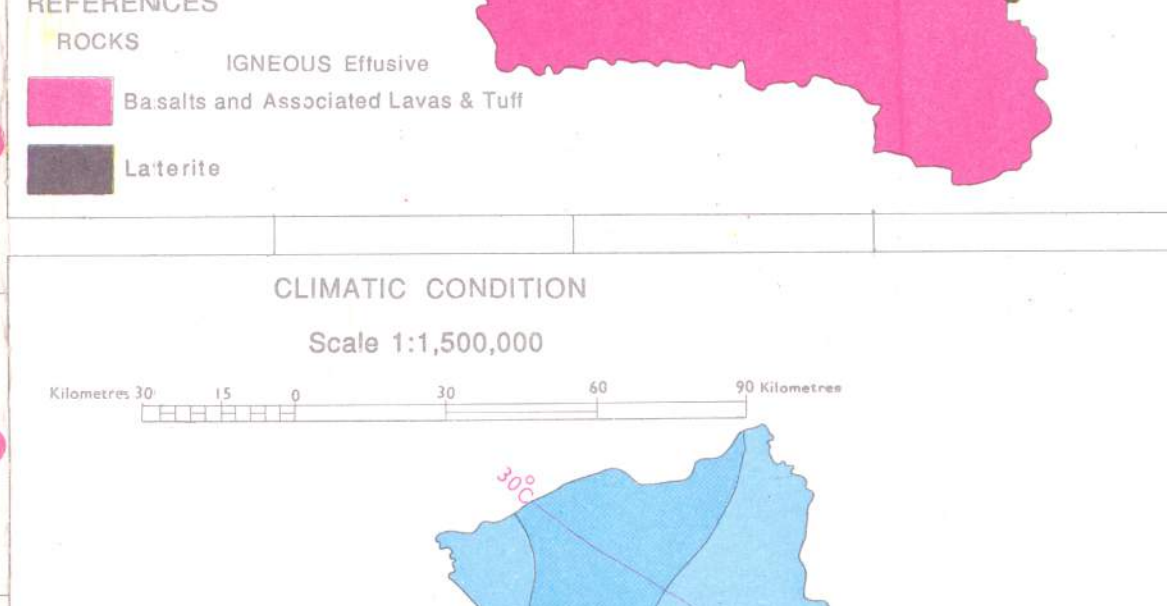 REFERENCES
ROCKS
IGNEOUS Effusive
Basalts and Associated Lavas & Tuff
Laterite
CLIMATIC CONDITION
Scale 1:1,500,000
Kilometres 30 15 0 30 60 90 Kilometres
30°C